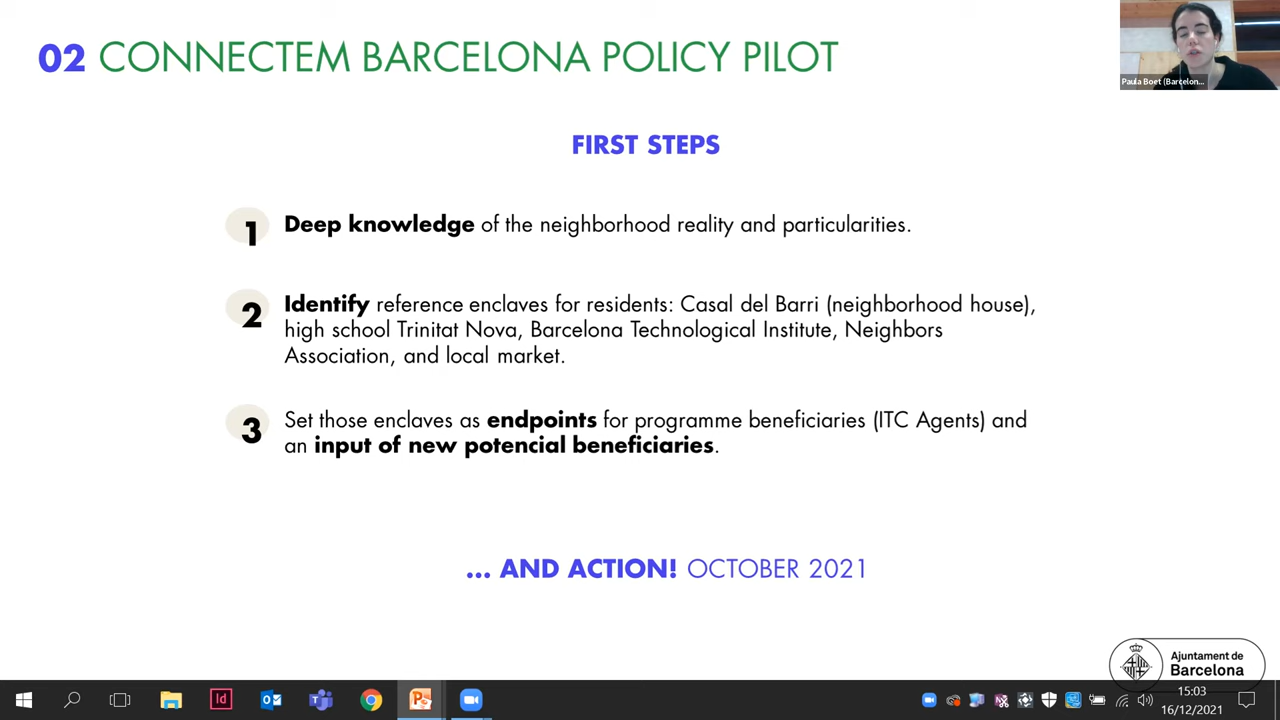 02 CONNECTEM BARCELONA POLICY PILOT
Paula Boet (Barcelon...
FIRST STEPS
1 Deep knowledge of the neighborhood reality and particularities.
2 Identify reference enclaves for residents: Casal del Barri (neighborhood house),
high school Trinitat Nova, Barcelona Technological Institute, Neighbors
Association, and local market.
3 Set those enclaves as endpoints for programme beneficiaries (ITC Agents) and
an input of new potencial beneficiaries.
... AND ACTION! OCTOBER 2021
Ajuntament de
Barcelona
15:03
16/12/2021